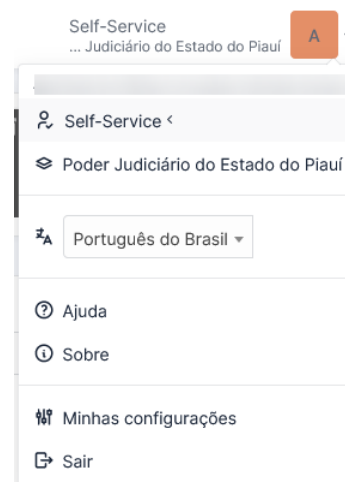 Self-Service
... Judiciário do Estado do Piauí
A
Self-Service <
Poder Judiciário do Estado do Piauí
Português do Brasil
Ajuda
Sobre
Minhas configurações
Sair